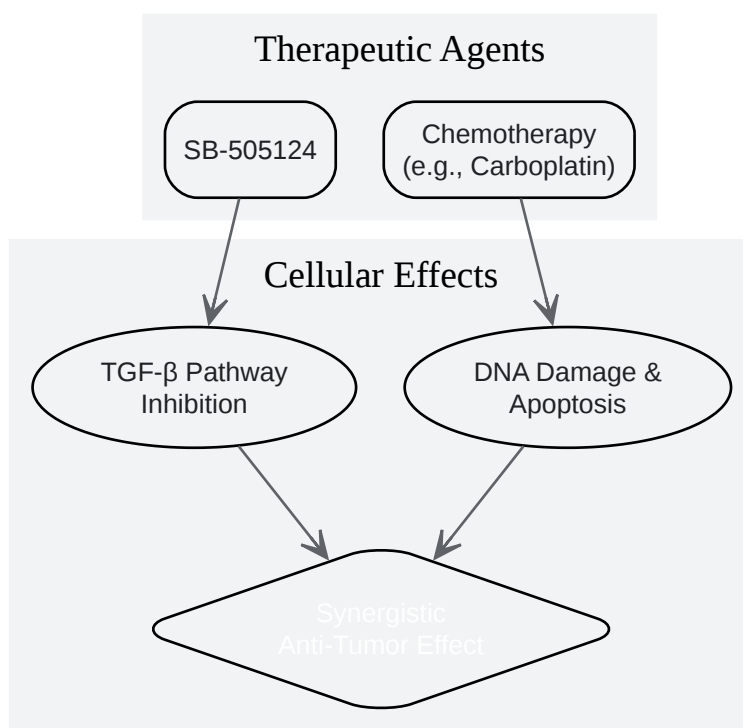 Therapeutic Agents
SB-505124
Chemotherapy
(e.g., Carboplatin)
Cellular Effects
TGF-β Pathway
Inhibition
DNA Damage &
Apoptosis
Synergistic
Anti-Tumor Effect